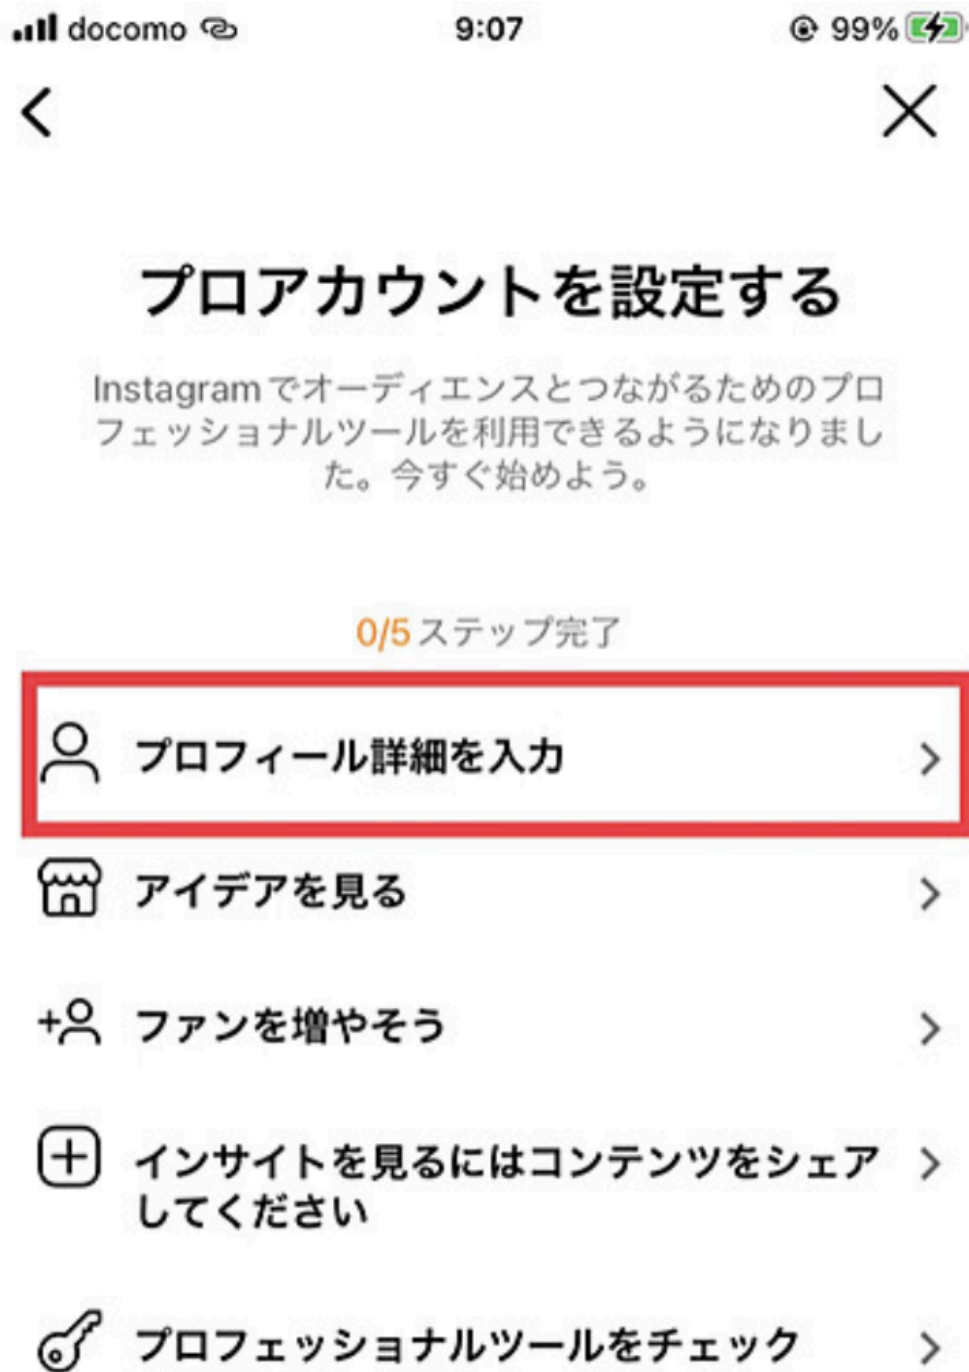 docomo 9:07 99%
プロアカウントを設定する
Instagramでオーディエンスとつながるためのプロ
フェッショナルツールを利用できるようになりまし
た。今すぐ始めよう。
0/5 ステップ完了
プロフィール詳細を入力
アイデアを見る
ファンを増やそう
インサイトを見るにはコンテンツをシェア
してください
プロフェッショナルツールをチェック